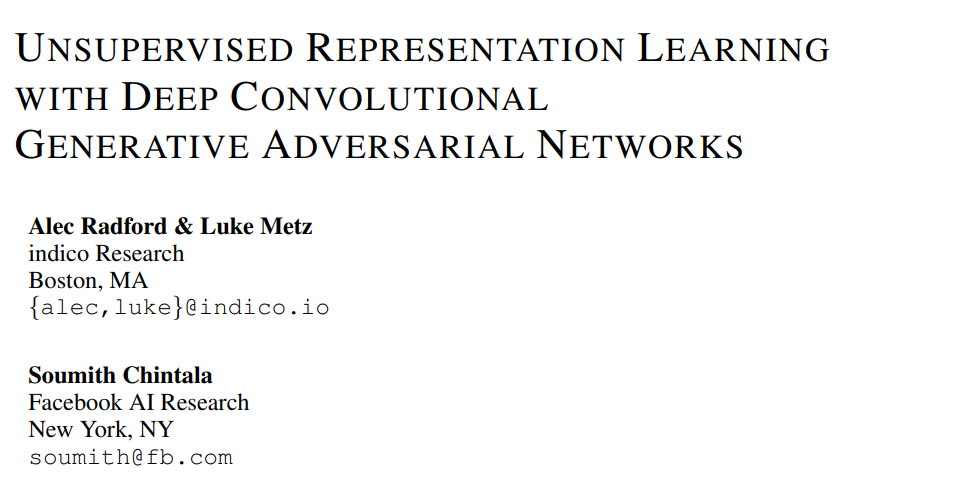 UNSUPERVISED REPRESENTATION LEARNING
WITH DEEP CONVOLUTIONAL
GENERATIVE ADVERSARIAL NETWORKS
Alec Radford & Luke Metz
indico Research
Boston, MA
{alec,luke}@indico.io
Soumith Chintala
Facebook AI Research
New York, NY
soumith@fb.com